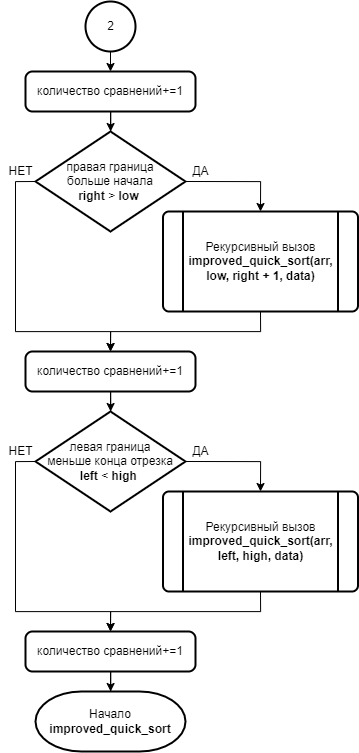 2
количество сравнений+=1
правая граница
больше начала
right > low
НЕТ
ДА
Рекурсивный вызов
improved_quick_sort(arr,
low, right + 1, data)
количество сравнений+=1
левая граница
меньше конца отрезка
left < high
НЕТ
ДА
Рекурсивный вызов
improved_quick_sort(arr,
left, high, data)
количество сравнений+=1
Начало
improved_quick_sort